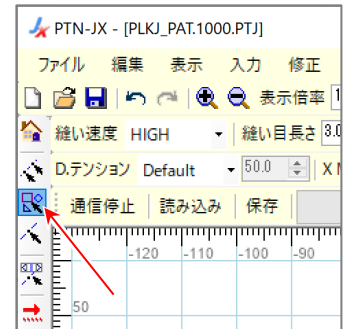 PTN-JX - [PLKJ_PAT.1000.PTJ]
ファイル 編集 表示 入力 修正
表示倍率 1
縫い速度 HIGH 縫い目長さ 3.0
D.テンション Default 50.0 X
通信停止 読み込み 保存
-120 -110 -100 -90
50